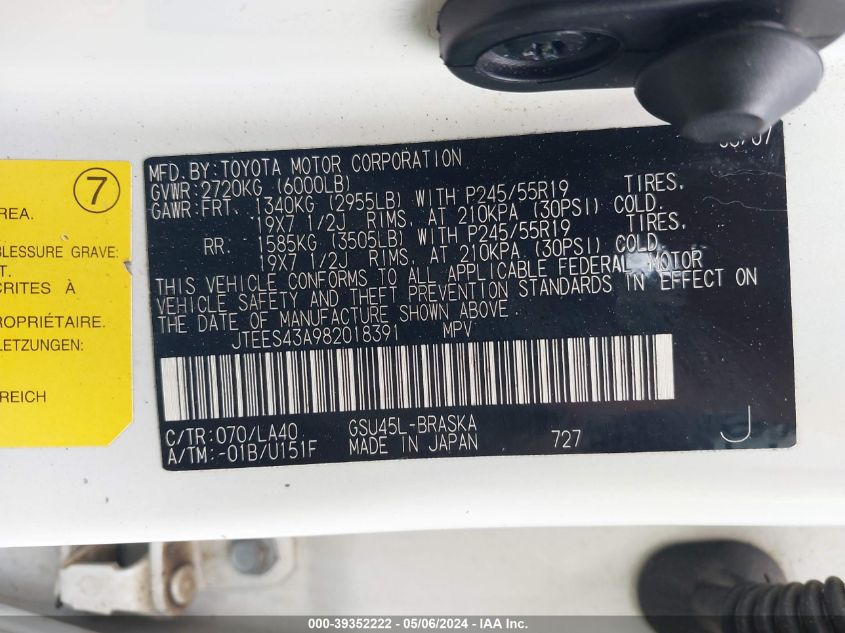 7
REA.
BLESSURE GRAVE:
T.
CRITES À
PROPRIÉTAIRE.
LETZUNGEN:
REICH
MFD. BY: TOYOTA MOTOR CORPORATION
GVWR: 2720KG (6000LB)
GAWR: FRT. 1340KG (2955LB) WITH P245/55R19 TIRES,
19X7 1/2J RIMS, AT 210KPA (30PSI) COLD.
RR: 1585KG (3505LB) WITH P245/55R19 TIRES,
19X7 1/2J RIMS, AT 210KPA (30PSI) COLD.
THIS VEHICLE CONFORMS TO ALL APPLICABLE FEDERAL MOTOR
VEHICLE SAFETY AND THEFT PREVENTION STANDARDS IN EFFECT ON
THE DATE OF MANUFACTURE SHOWN ABOVE
JTEES43A982018391 MPV
C/TR: 070/LA40 GSU45L-BRASKA
A/TM: -01B/U151F MADE IN JAPAN 727 J
000-39352222 - 05/06/2024 - IAA Inc.